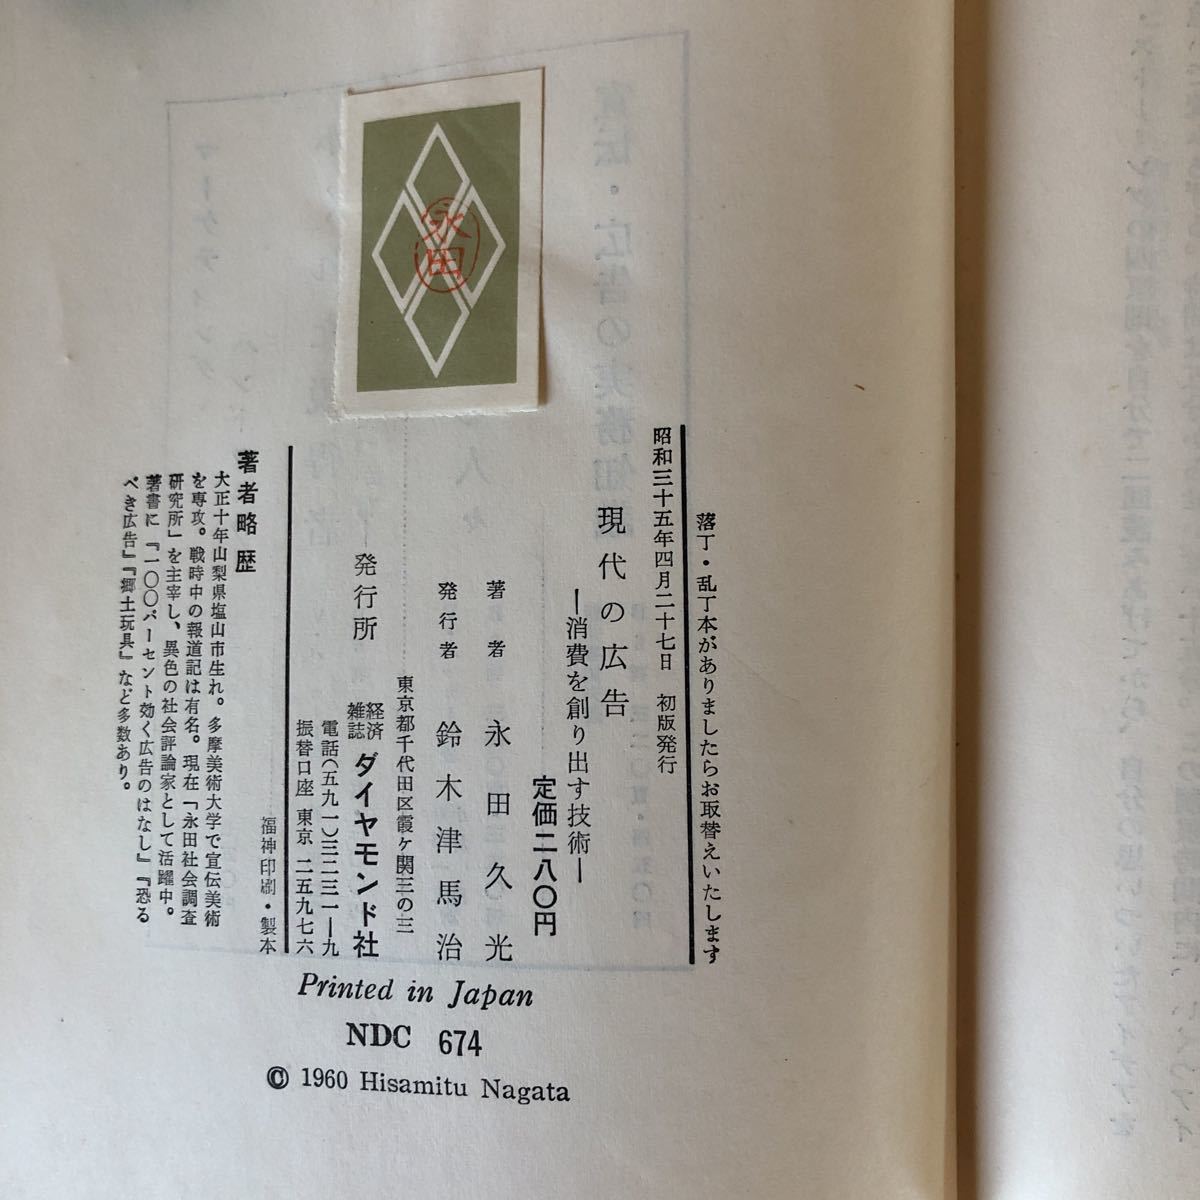 永田
落丁・乱丁本がありましたらお取替えいたします
昭和三十五年四月二十七日 初版発行
現代の広告
―消費を創り出す技術―
定価二八〇円
著者 永田久光
発行者 鈴木津馬治
東京都千代田区霞ケ関三の三
発行所 経済雑誌 ダイヤモンド社
電話(五九一)三二三一―九
振替口座 東京 二五九七六
福神印刷・製本
著者略歴
大正十年山梨県塩山市生れ。多摩美術大学で宣伝美術
を専攻。戦時中の報道記は有名。現在「永田社会調査
研究所」を主宰し、異色の社会評論家として活躍中。
著書に『一〇〇パーセント効く広告のはなし』『恐る
べき広告』『郷土玩具』など多数あり。
Printed in Japan
NDC 674
© 1960 Hisamitu Nagata